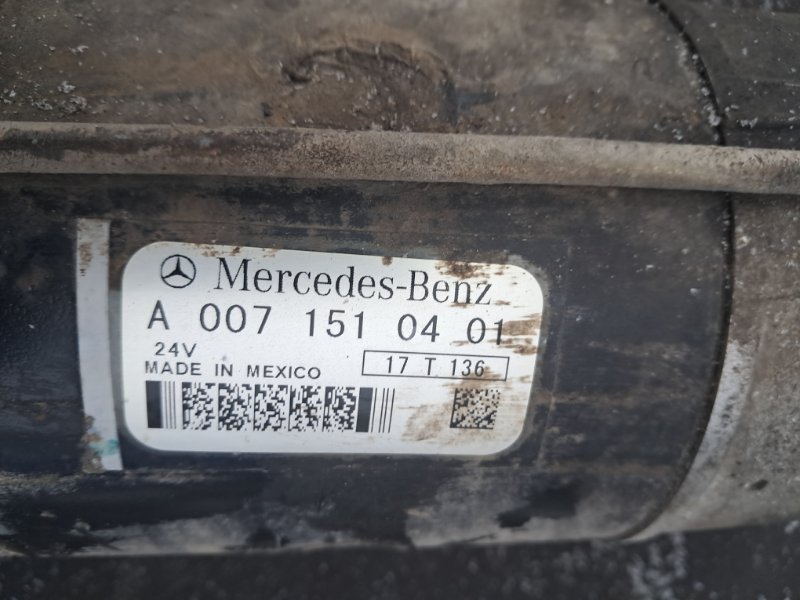 Mercedes-Benz
A 007 151 04 01
24V
17 T 136
MADE IN MEXICO